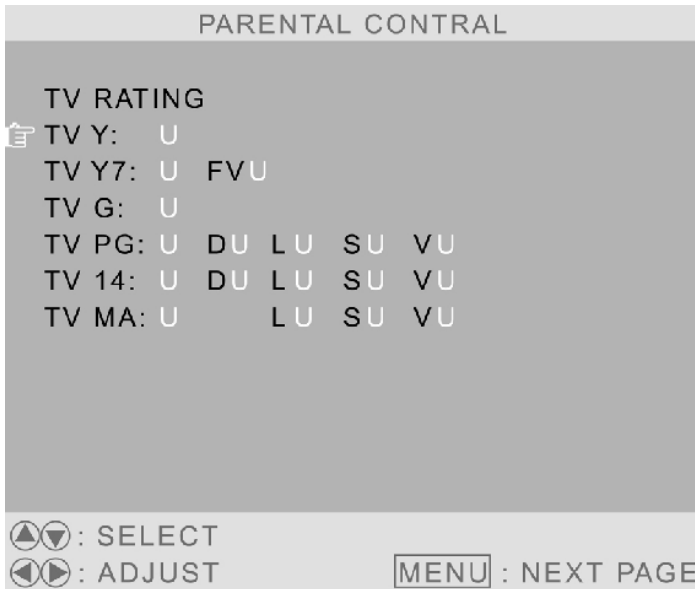 PARENTAL CONTRAL
TV RATING
TV Y: U
TV Y7: U FVU
TV G: U
TV PG: U DU LU SU VU
TV 14: U DU LU SU VU
TV MA: U LU SU VU
: SELECT
: ADJUST MENU : NEXT PAGE